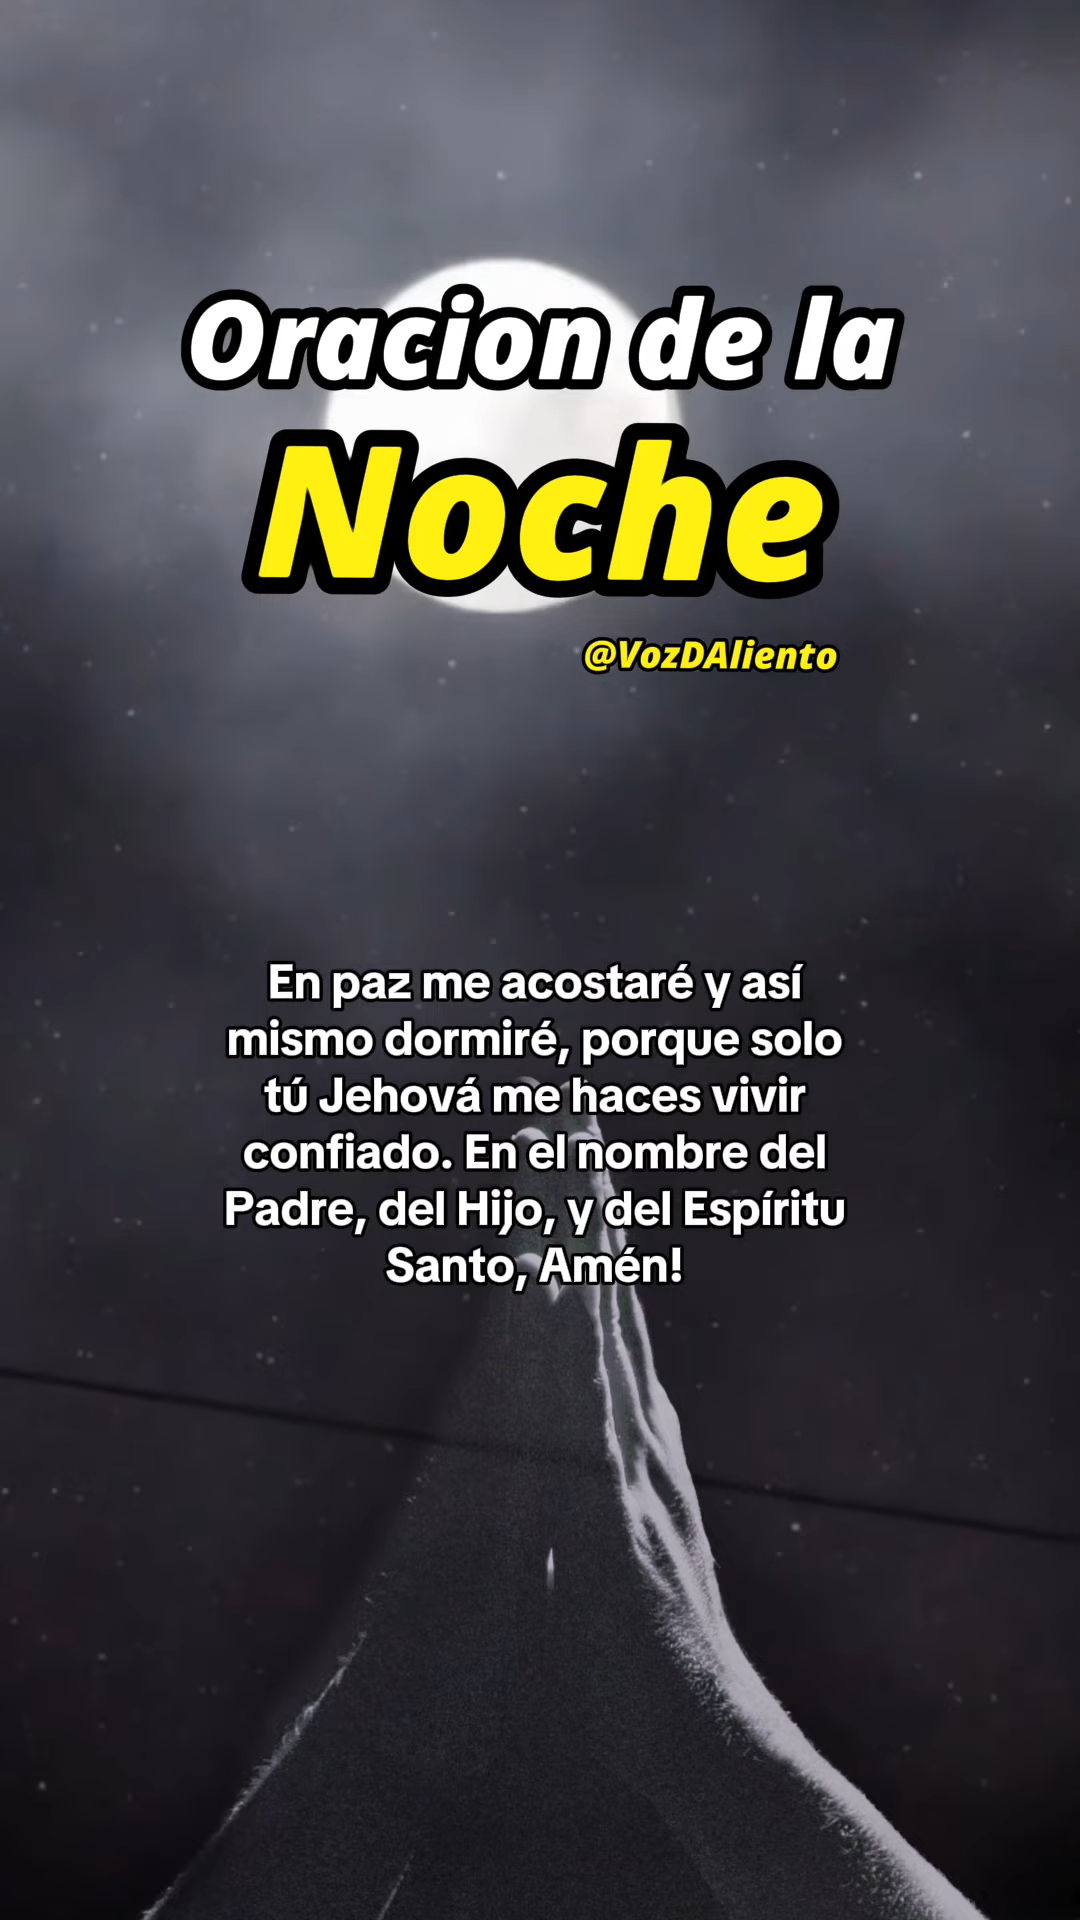 Oracion de la
Noche
@VozDAliento
En paz me acostaré y así
mismo dormiré, porque solo
tú Jehová me haces vivir
confiado. En el nombre del
Padre, del Hijo, y del Espíritu
Santo, Amén!